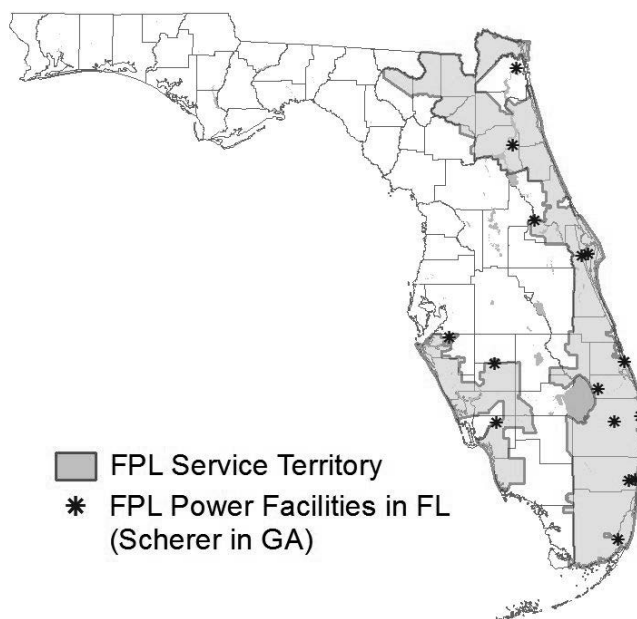 FPL Service Territory
FPL Power Facilities in FL
(Scherer in GA)